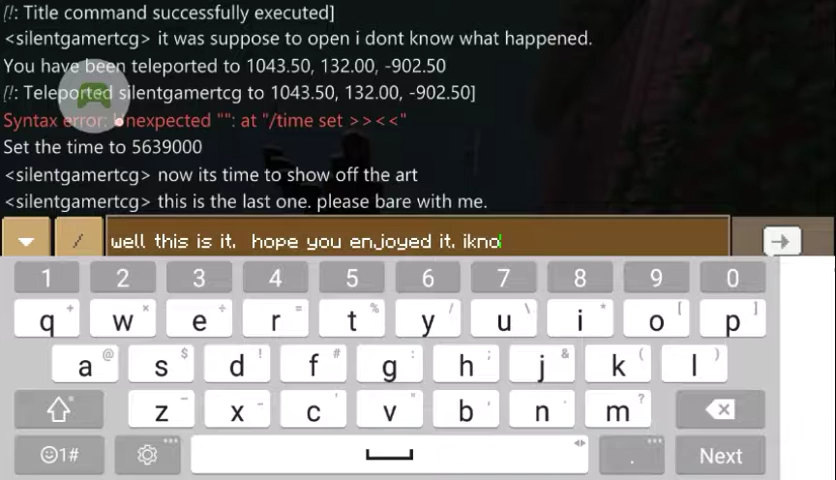 [!: Title command successfully executed]
<silentgamertcg> it was suppose to open i dont know what happened.
You have been teleported to 1043.50, 132.00, -902.50
[!: Teleported silentgamertcg to 1043.50, 132.00, -902.50]
Syntax error: Unexpected "": at "/time set >><<"
Set the time to 5639000
<silentgamertcg> now its time to show off the art
<silentgamertcg> this is the last one. please bare with me.
/ well this is it. hope you enjoyed it. ikno
1 2 3 4 5 6 7 8 9 0
q + w × e ÷ r = t % y / u i * o [ p ]
a @ s $ d ! f # g : h ; j & k ( l )
z - x _ c ' v " b , n . m ?
☺1# . Next